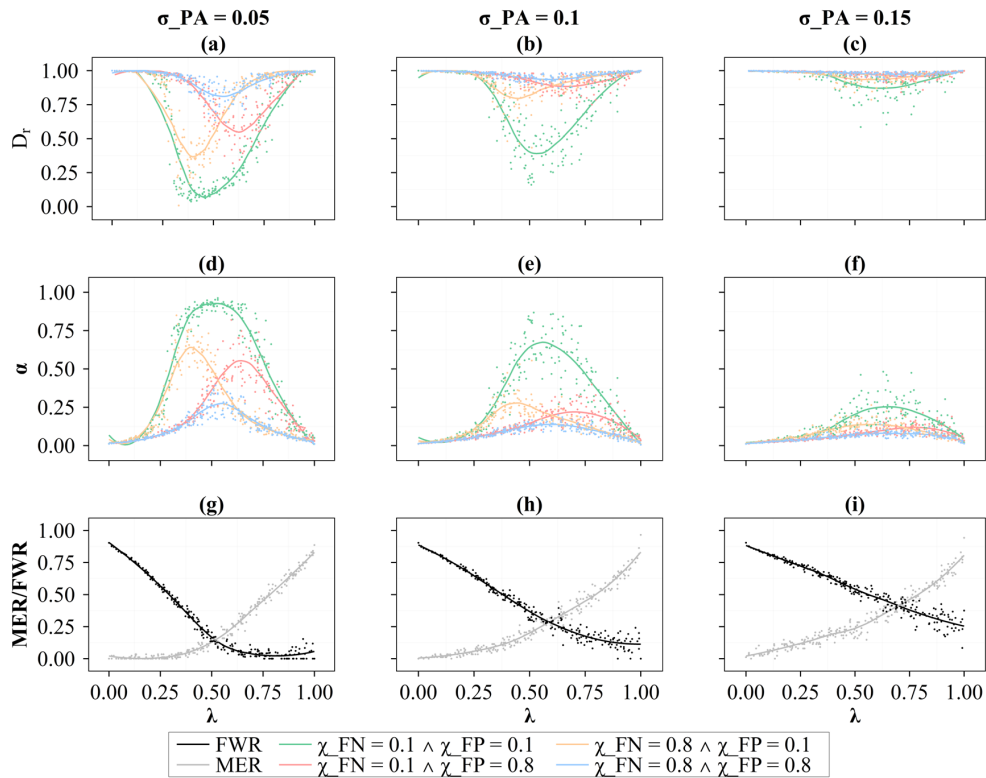 σ_PA = 0.05 σ_PA = 0.1 σ_PA = 0.15
(a) (b) (c)
1.00
0.75
0.50
0.25
0.00
Dr
(d) (e) (f)
1.00
0.75
0.50
0.25
0.00
α
(g) (h) (i)
1.00
0.75
0.50
0.25
0.00
MER/FWR
0.00 0.25 0.50 0.75 1.00 0.00 0.25 0.50 0.75 1.00 0.00 0.25 0.50 0.75 1.00
λ λ λ
FWR χ_FN = 0.1 ∧ χ_FP = 0.1 χ_FN = 0.8 ∧ χ_FP = 0.1
MER χ_FN = 0.1 ∧ χ_FP = 0.8 χ_FN = 0.8 ∧ χ_FP = 0.8